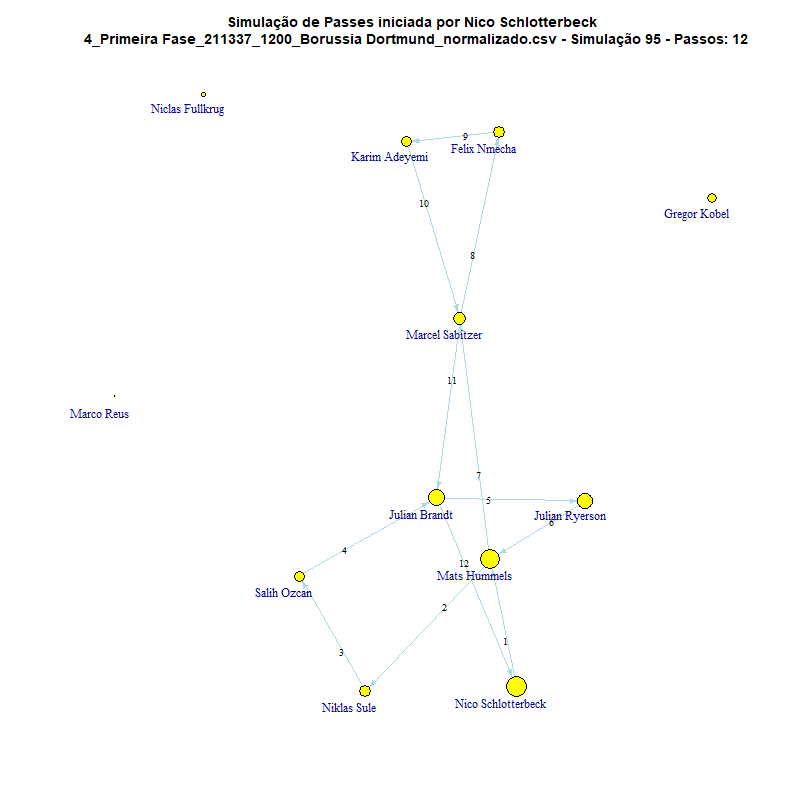 Simulação de Passes iniciada por Nico Schlotterbeck
4_Primeira Fase_211337_1200_Borussia Dortmund_normalizado.csv - Simulação 95 - Passos: 12
Niclas Fullkrug
9
Karim Adeyemi
Felix Nmecha
10
Gregor Kobel
8
Marcel Sabitzer
11
Marco Reus
7
5
Julian Brandt
Julian Ryerson
6
4
12
Mats Hummels
Salih Ozcan
2
1
3
Nico Schlotterbeck
Niklas Sule